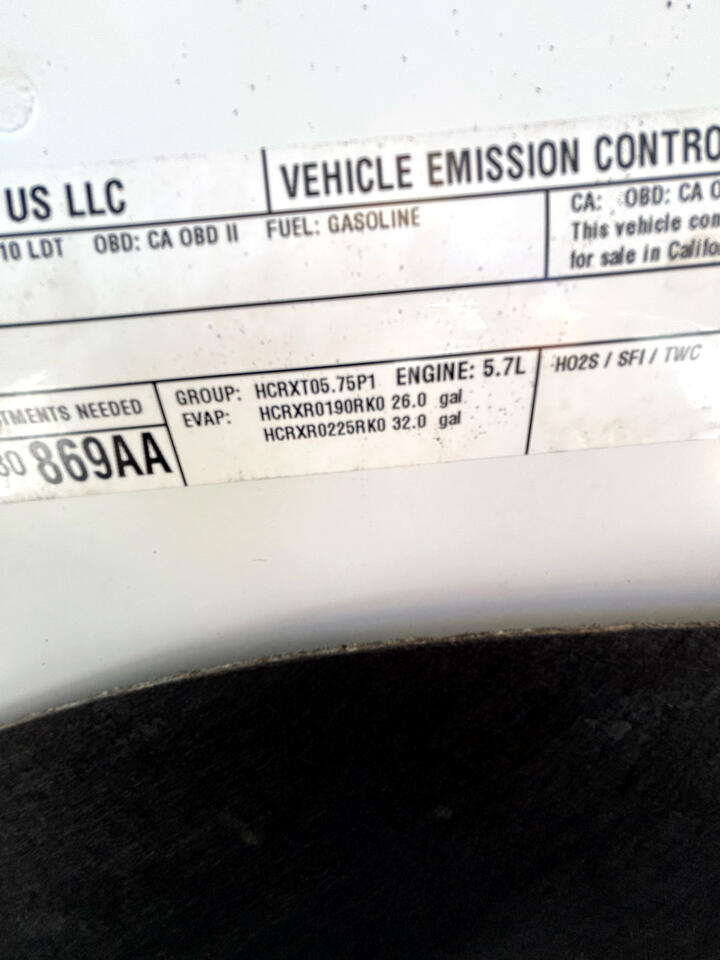 US LLC
VEHICLE EMISSION CONTRO
10 LDT OBD: CA OBD II FUEL: GASOLINE
CA: OBD: CA O
This vehicle con
for sale in Califo
TMENTS NEEDED
869AA
GROUP: HCRXT05.75P1 ENGINE: 5.7L
EVAP: HCRXR0190RK0 26.0 gal
HCRXR0225RK0 32.0 gal
HO2S / SFI / TWC